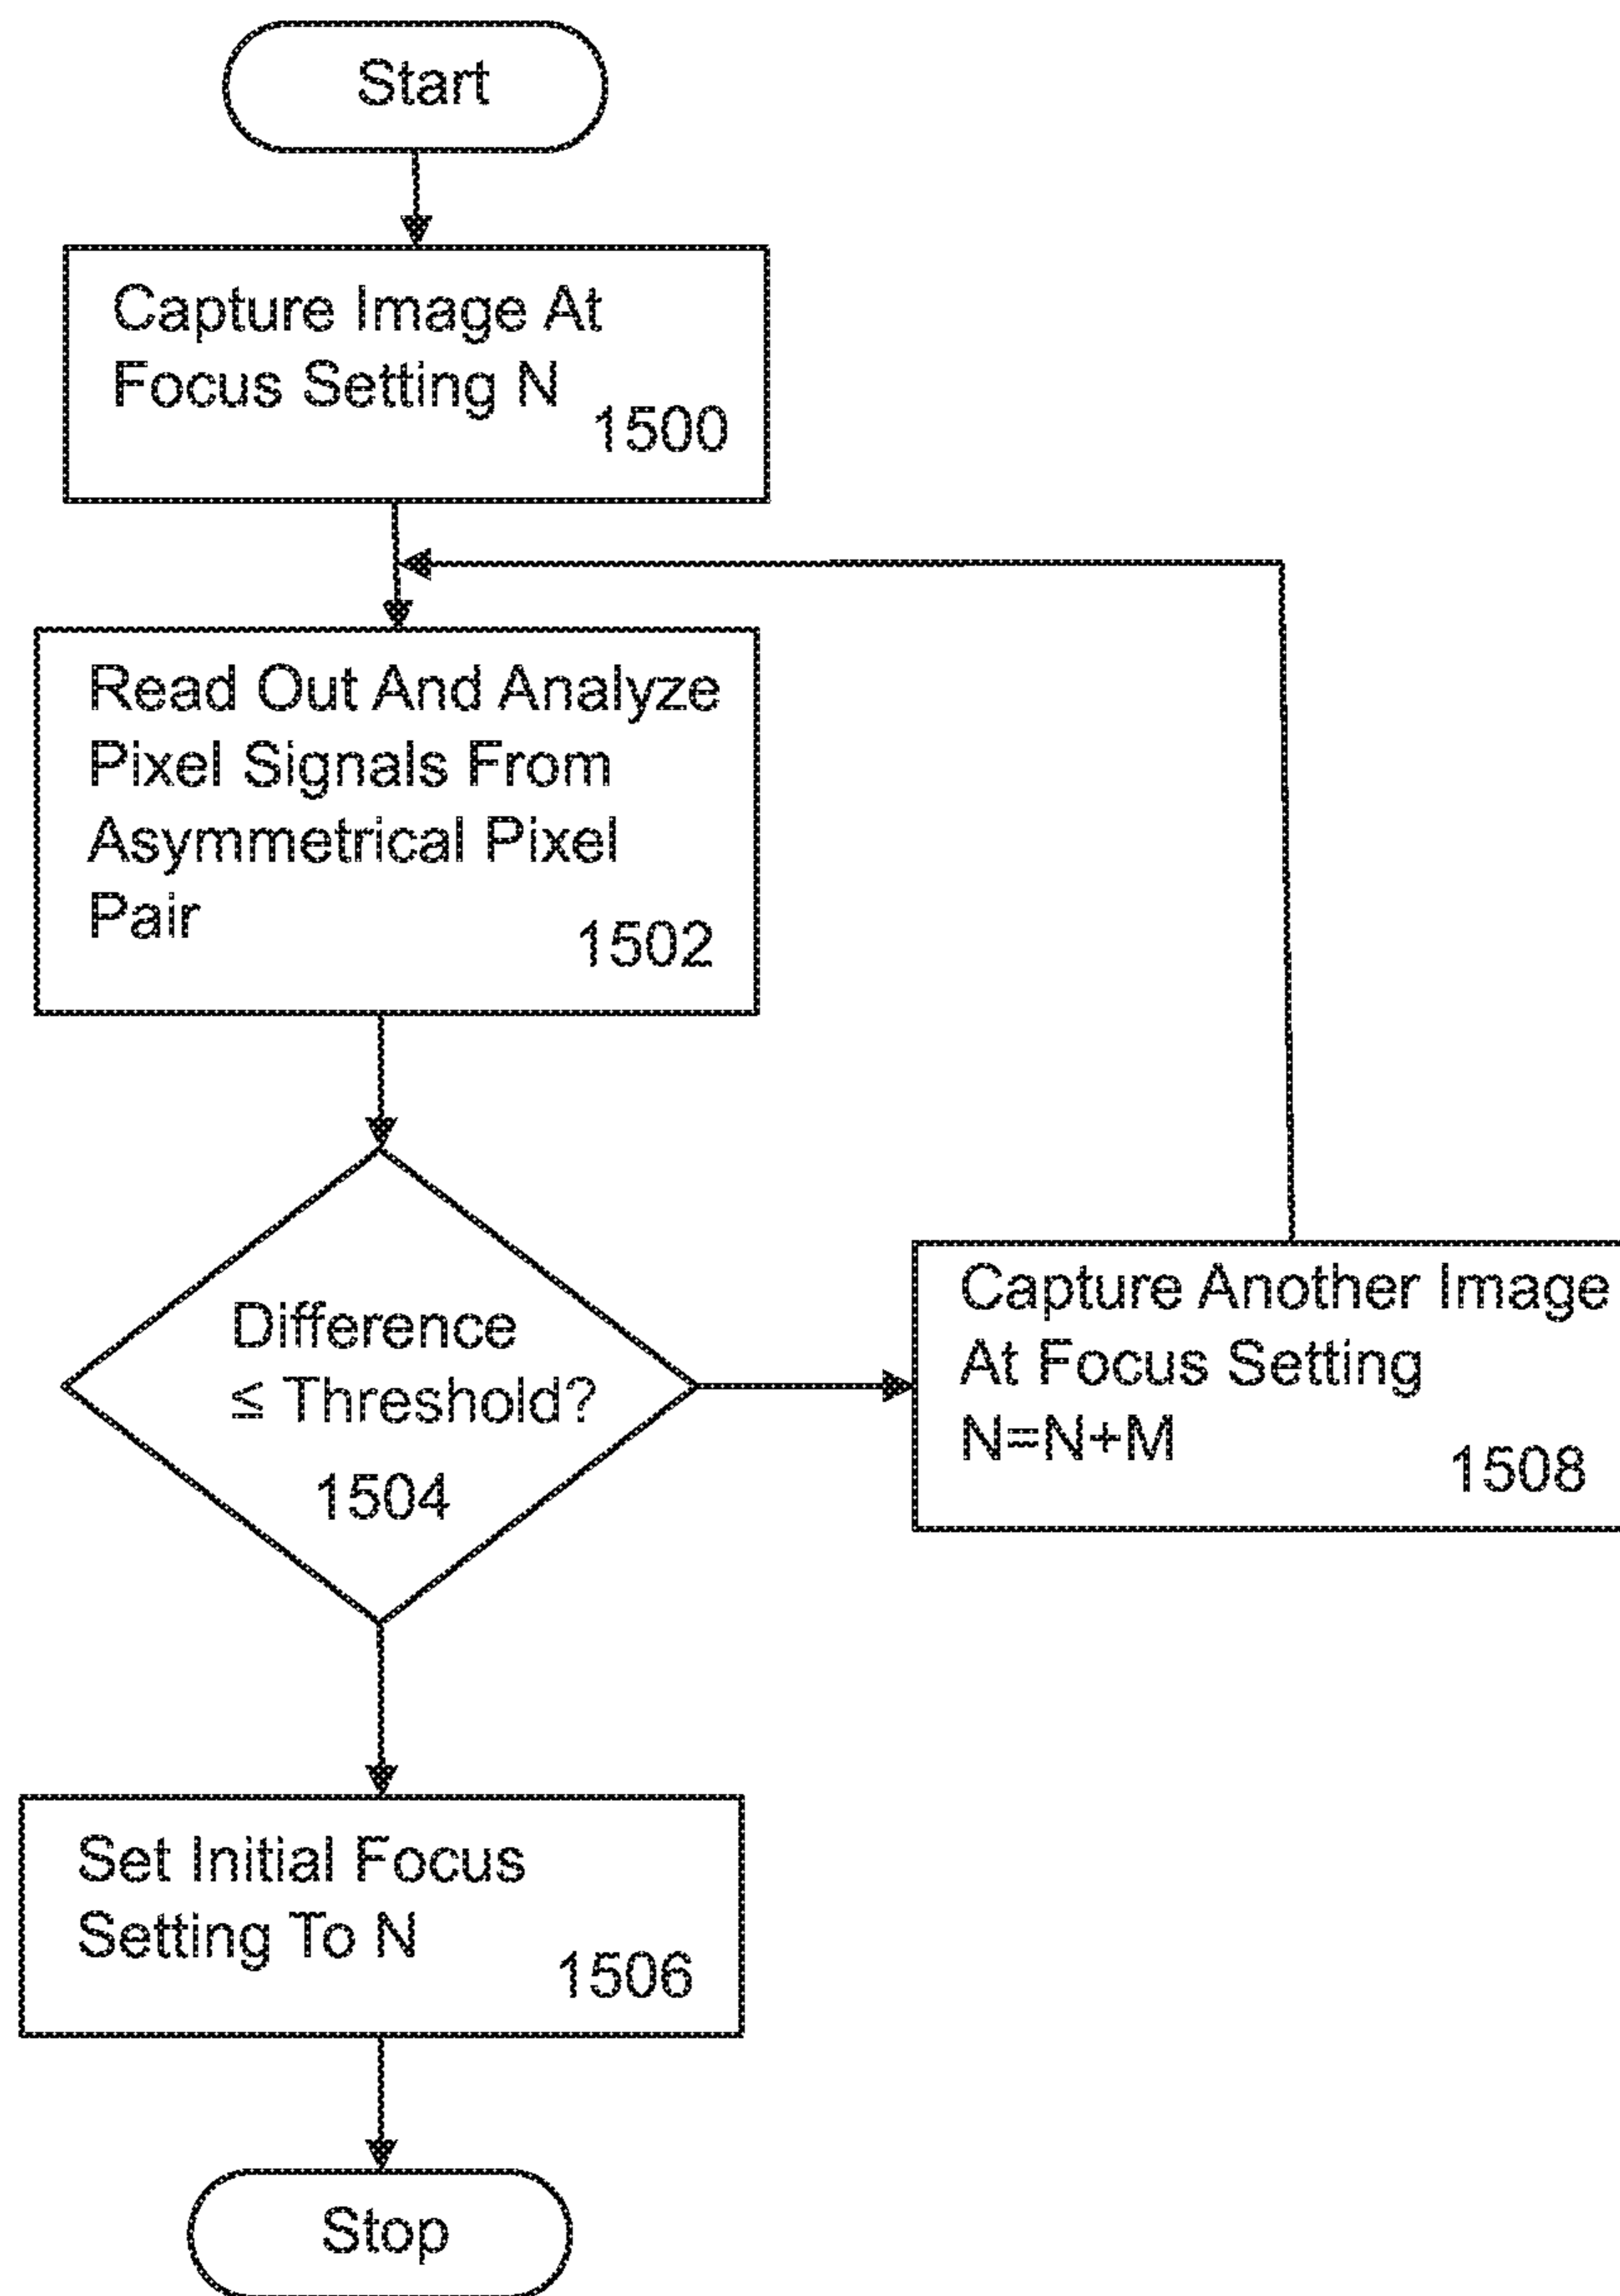 Start
Capture Image At
Focus Setting N
1500
Read Out And Analyze
Pixel Signals From
Asymmetrical Pixel
Pair
1502
Difference
≤ Threshold?
1504
Capture Another Image
At Focus Setting
N=N+M
1508
Set Initial Focus
Setting To N
1506
Stop